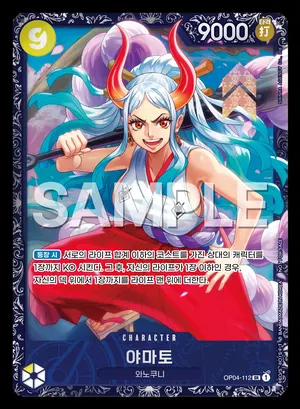 9
9000
打
SAMPLE
등장 시 서로의 라이프 합계 이하의 코스트를 가진 상대의 캐릭터를,
1장까지 KO 시킨다. 그 후, 자신의 라이프가 1장 이하인 경우,
자신의 덱 위에서 1장까지를 라이프 맨 위에 더한다.
CHARACTER
야마토
와노쿠니
OP04-112 SR 1